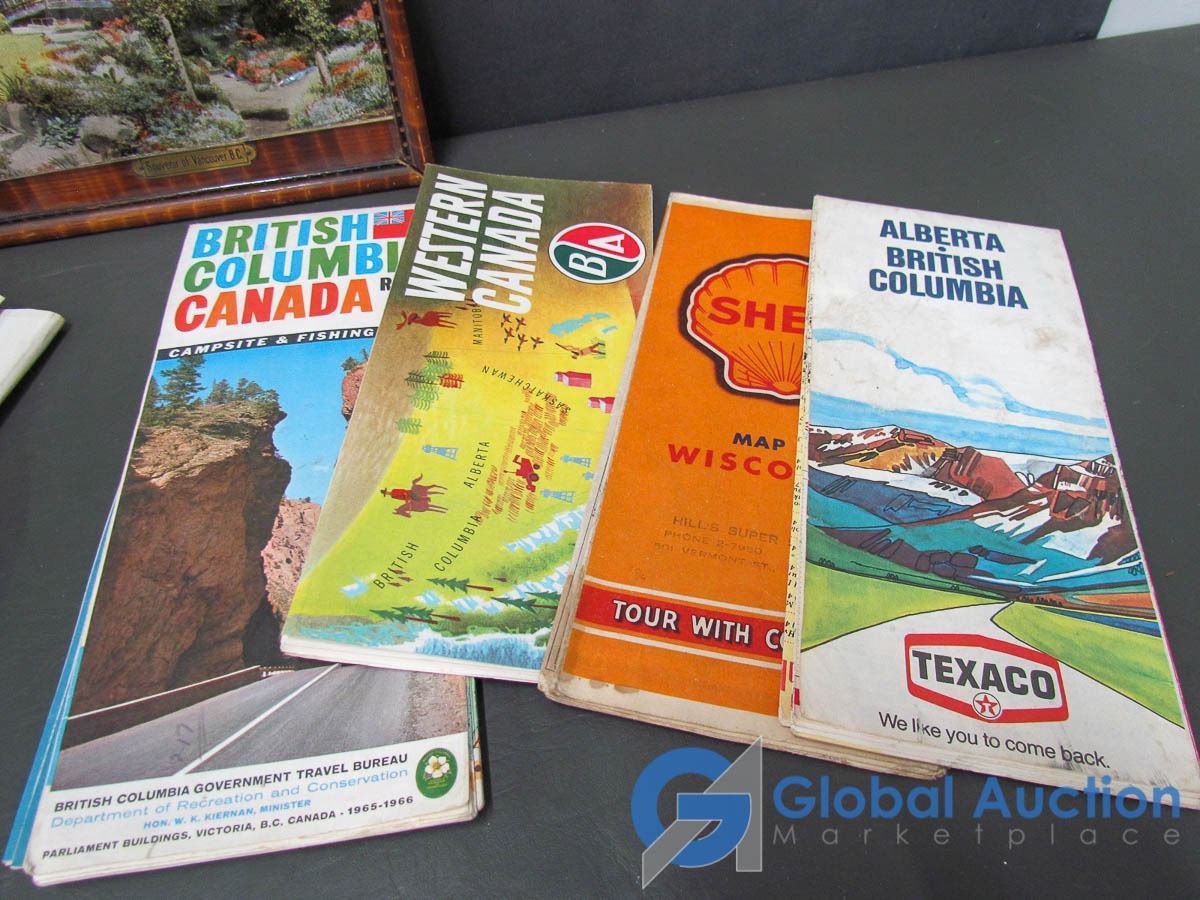 Souvenir of Vancouver B.C.
BRITISH
COLUMBI
CANADA R
CAMPSITE & FISHING
BRITISH COLUMBIA GOVERNMENT TRAVEL BUREAU
Department of Recreation and Conservation
HON. W. K. KIERNAN, MINISTER
PARLIAMENT BUILDINGS, VICTORIA, B.C. CANADA - 1965-1966
WESTERN
CANADA
BA
MANITOBA
SASKATCHEWAN
ALBERTA
BRITISH COLUMBIA
SHE
MAP
WISCO
HILL'S SUPER
PHONE 2-7950
801 VERMONT ST.,
TOUR WITH CO
ALBERTA
BRITISH
COLUMBIA
TEXACO
T
We like you to come back.
GA Global Auction
Marketplace